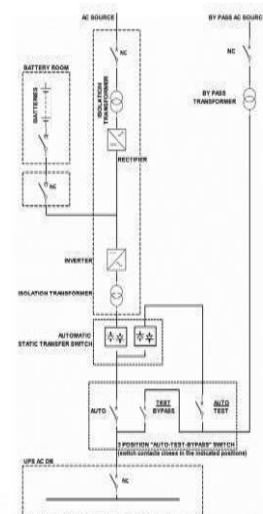 AC SOURCE
BY PASS AC SOURC
NC
NC
BATTERY ROOM
BATTERIES
ISOLATION
TRANSFORMER
BY PASS
TRANSFORMER
RECTIFIER
NC
INVERTER
ISOLATION TRANSFORMER
AUTOMATIC
STATIC TRANSFER SWITCH
AUTO
TEST
BYPASS
AUTO
TEST
3 POSITION "AUTO-TEST-BYPASS" SWITCH
(switch contacts closes in the indicated positions)
UPS AC DB
NC